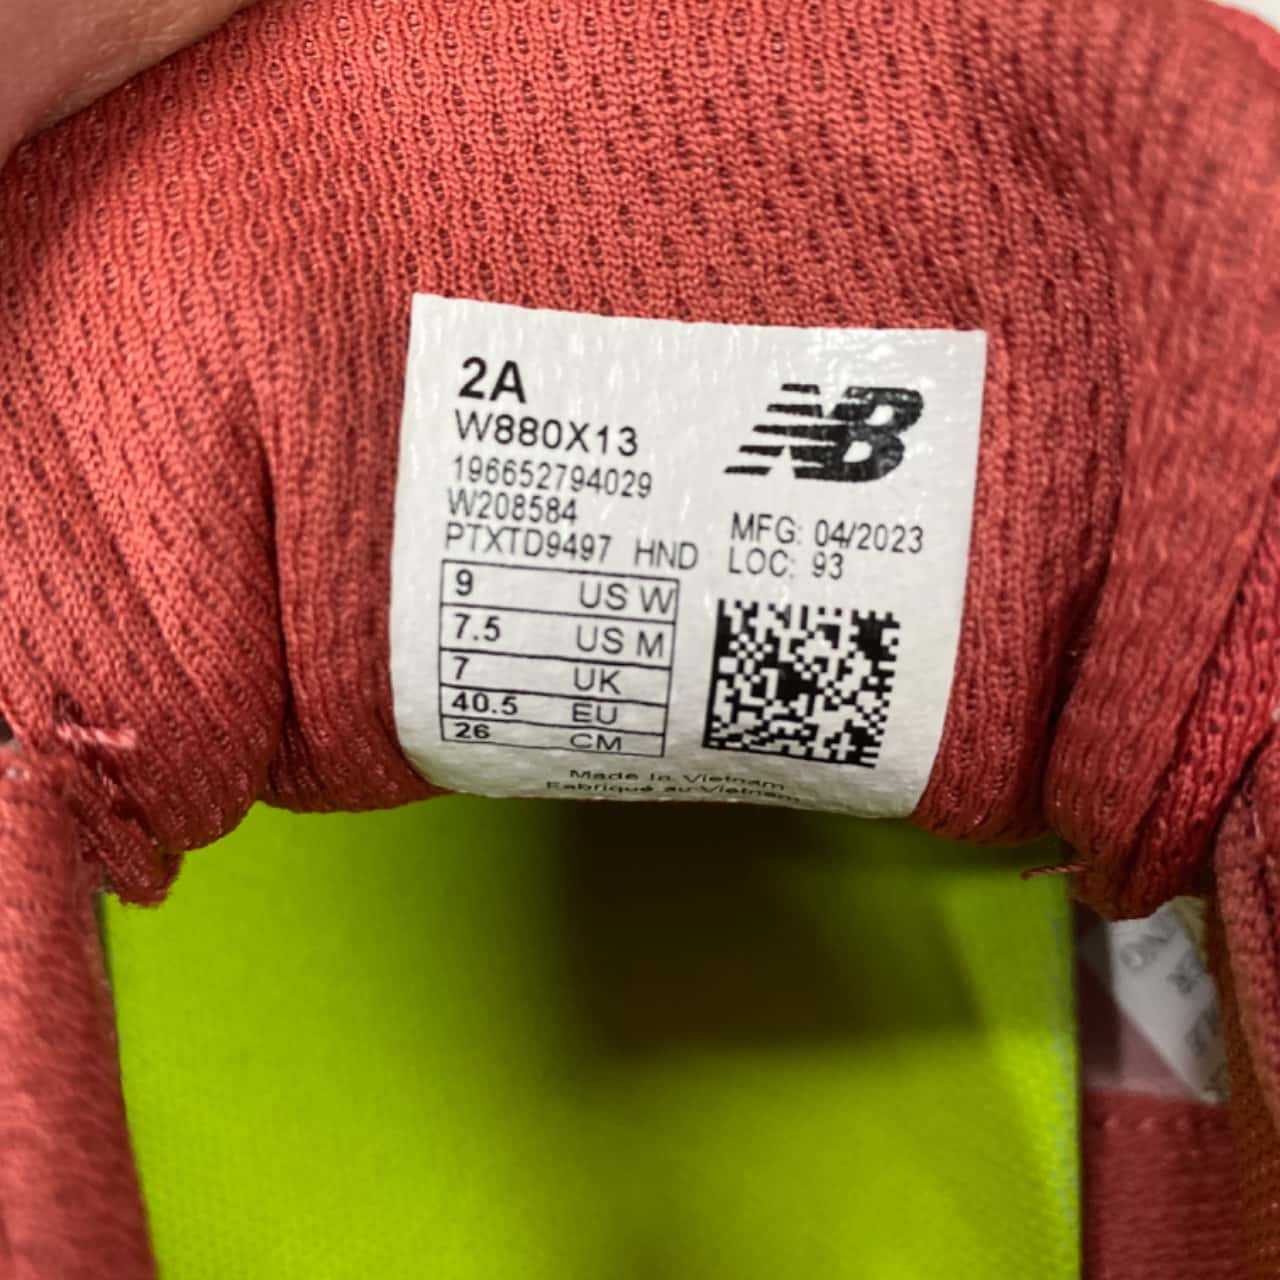 2A
W880X13
196652794029
W208584
PTXTD9497 HND
NB
MFG: 04/2023
LOC: 93
9 US W
7.5 US M
7 UK
40.5 EU
26 CM
Made in Vietnam
Fabriqué au Vietnam